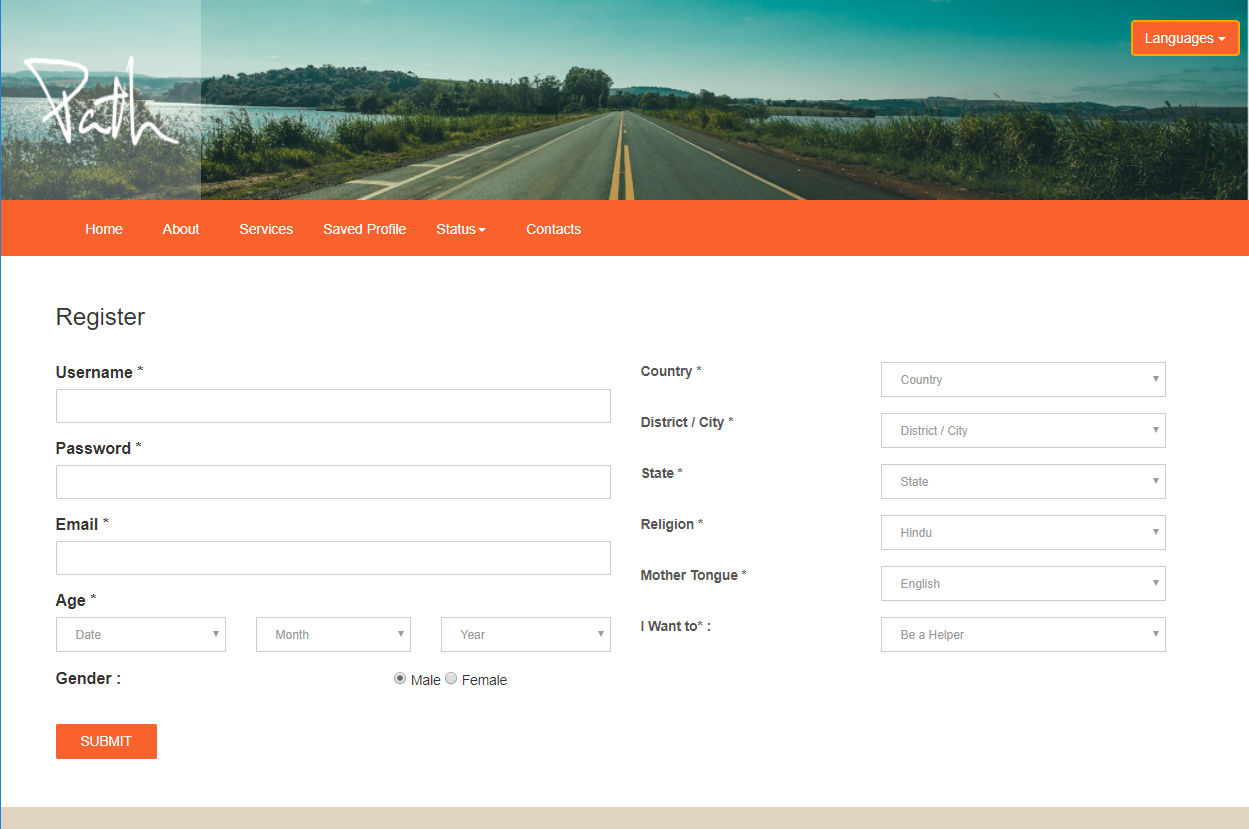 Languages
Path
Home About Services Saved Profile Status Contacts
Register
Username *
Password *
Email *
Age *
Date Month Year
Gender : Male Female
SUBMIT
Country * Country
District / City * District / City
State * State
Religion * Hindu
Mother Tongue * English
I Want to* : Be a Helper